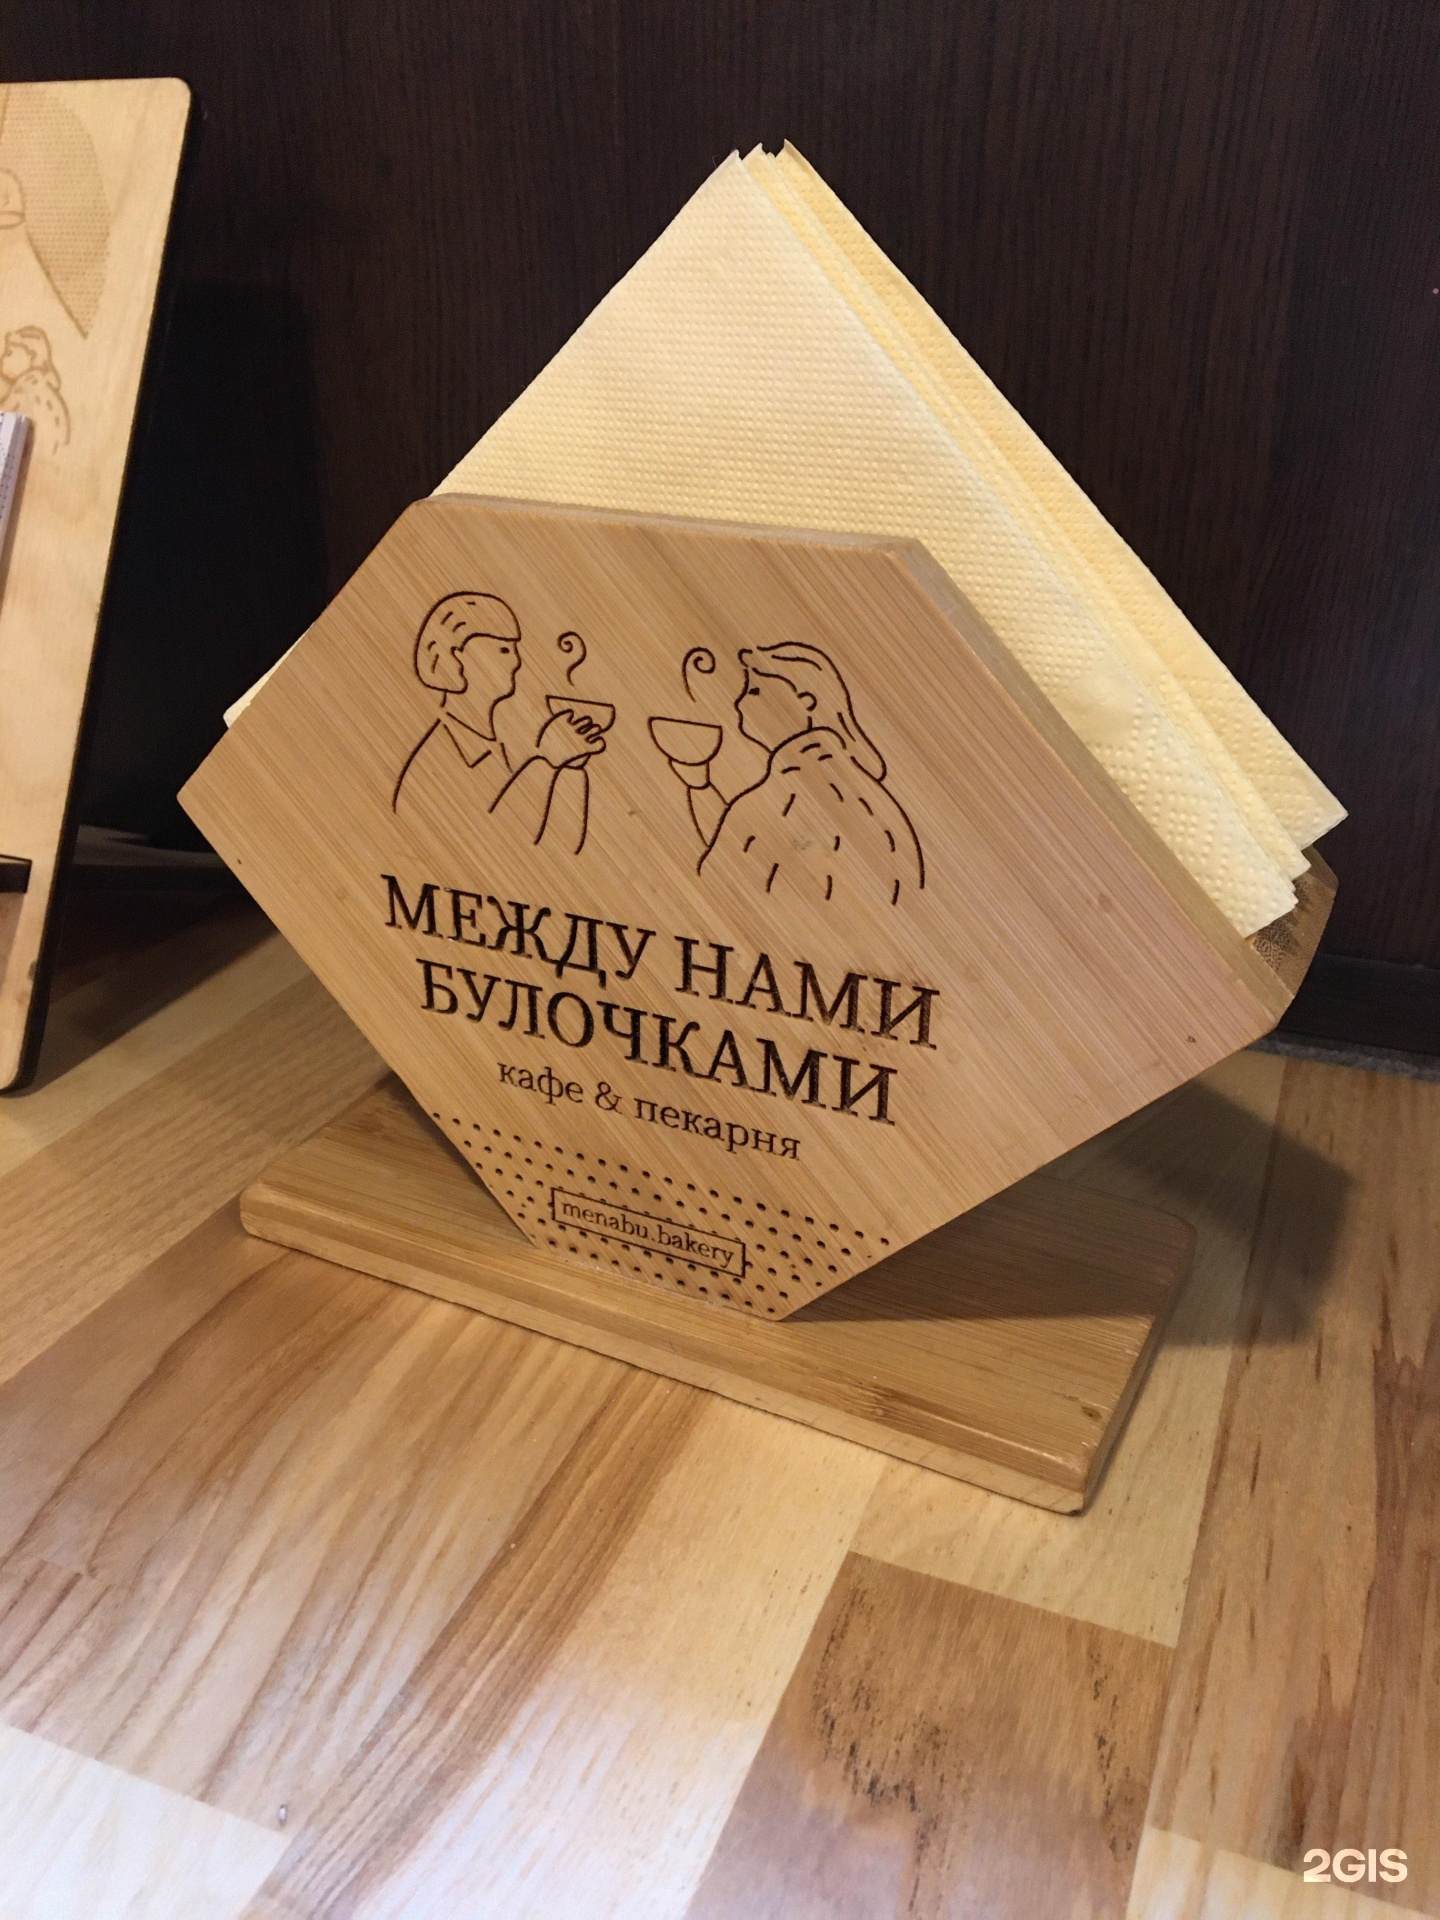 МЕЖДУ НАМИ
БУЛОЧКАМИ
кафе & пекарня
menabu.bakery
2GIS